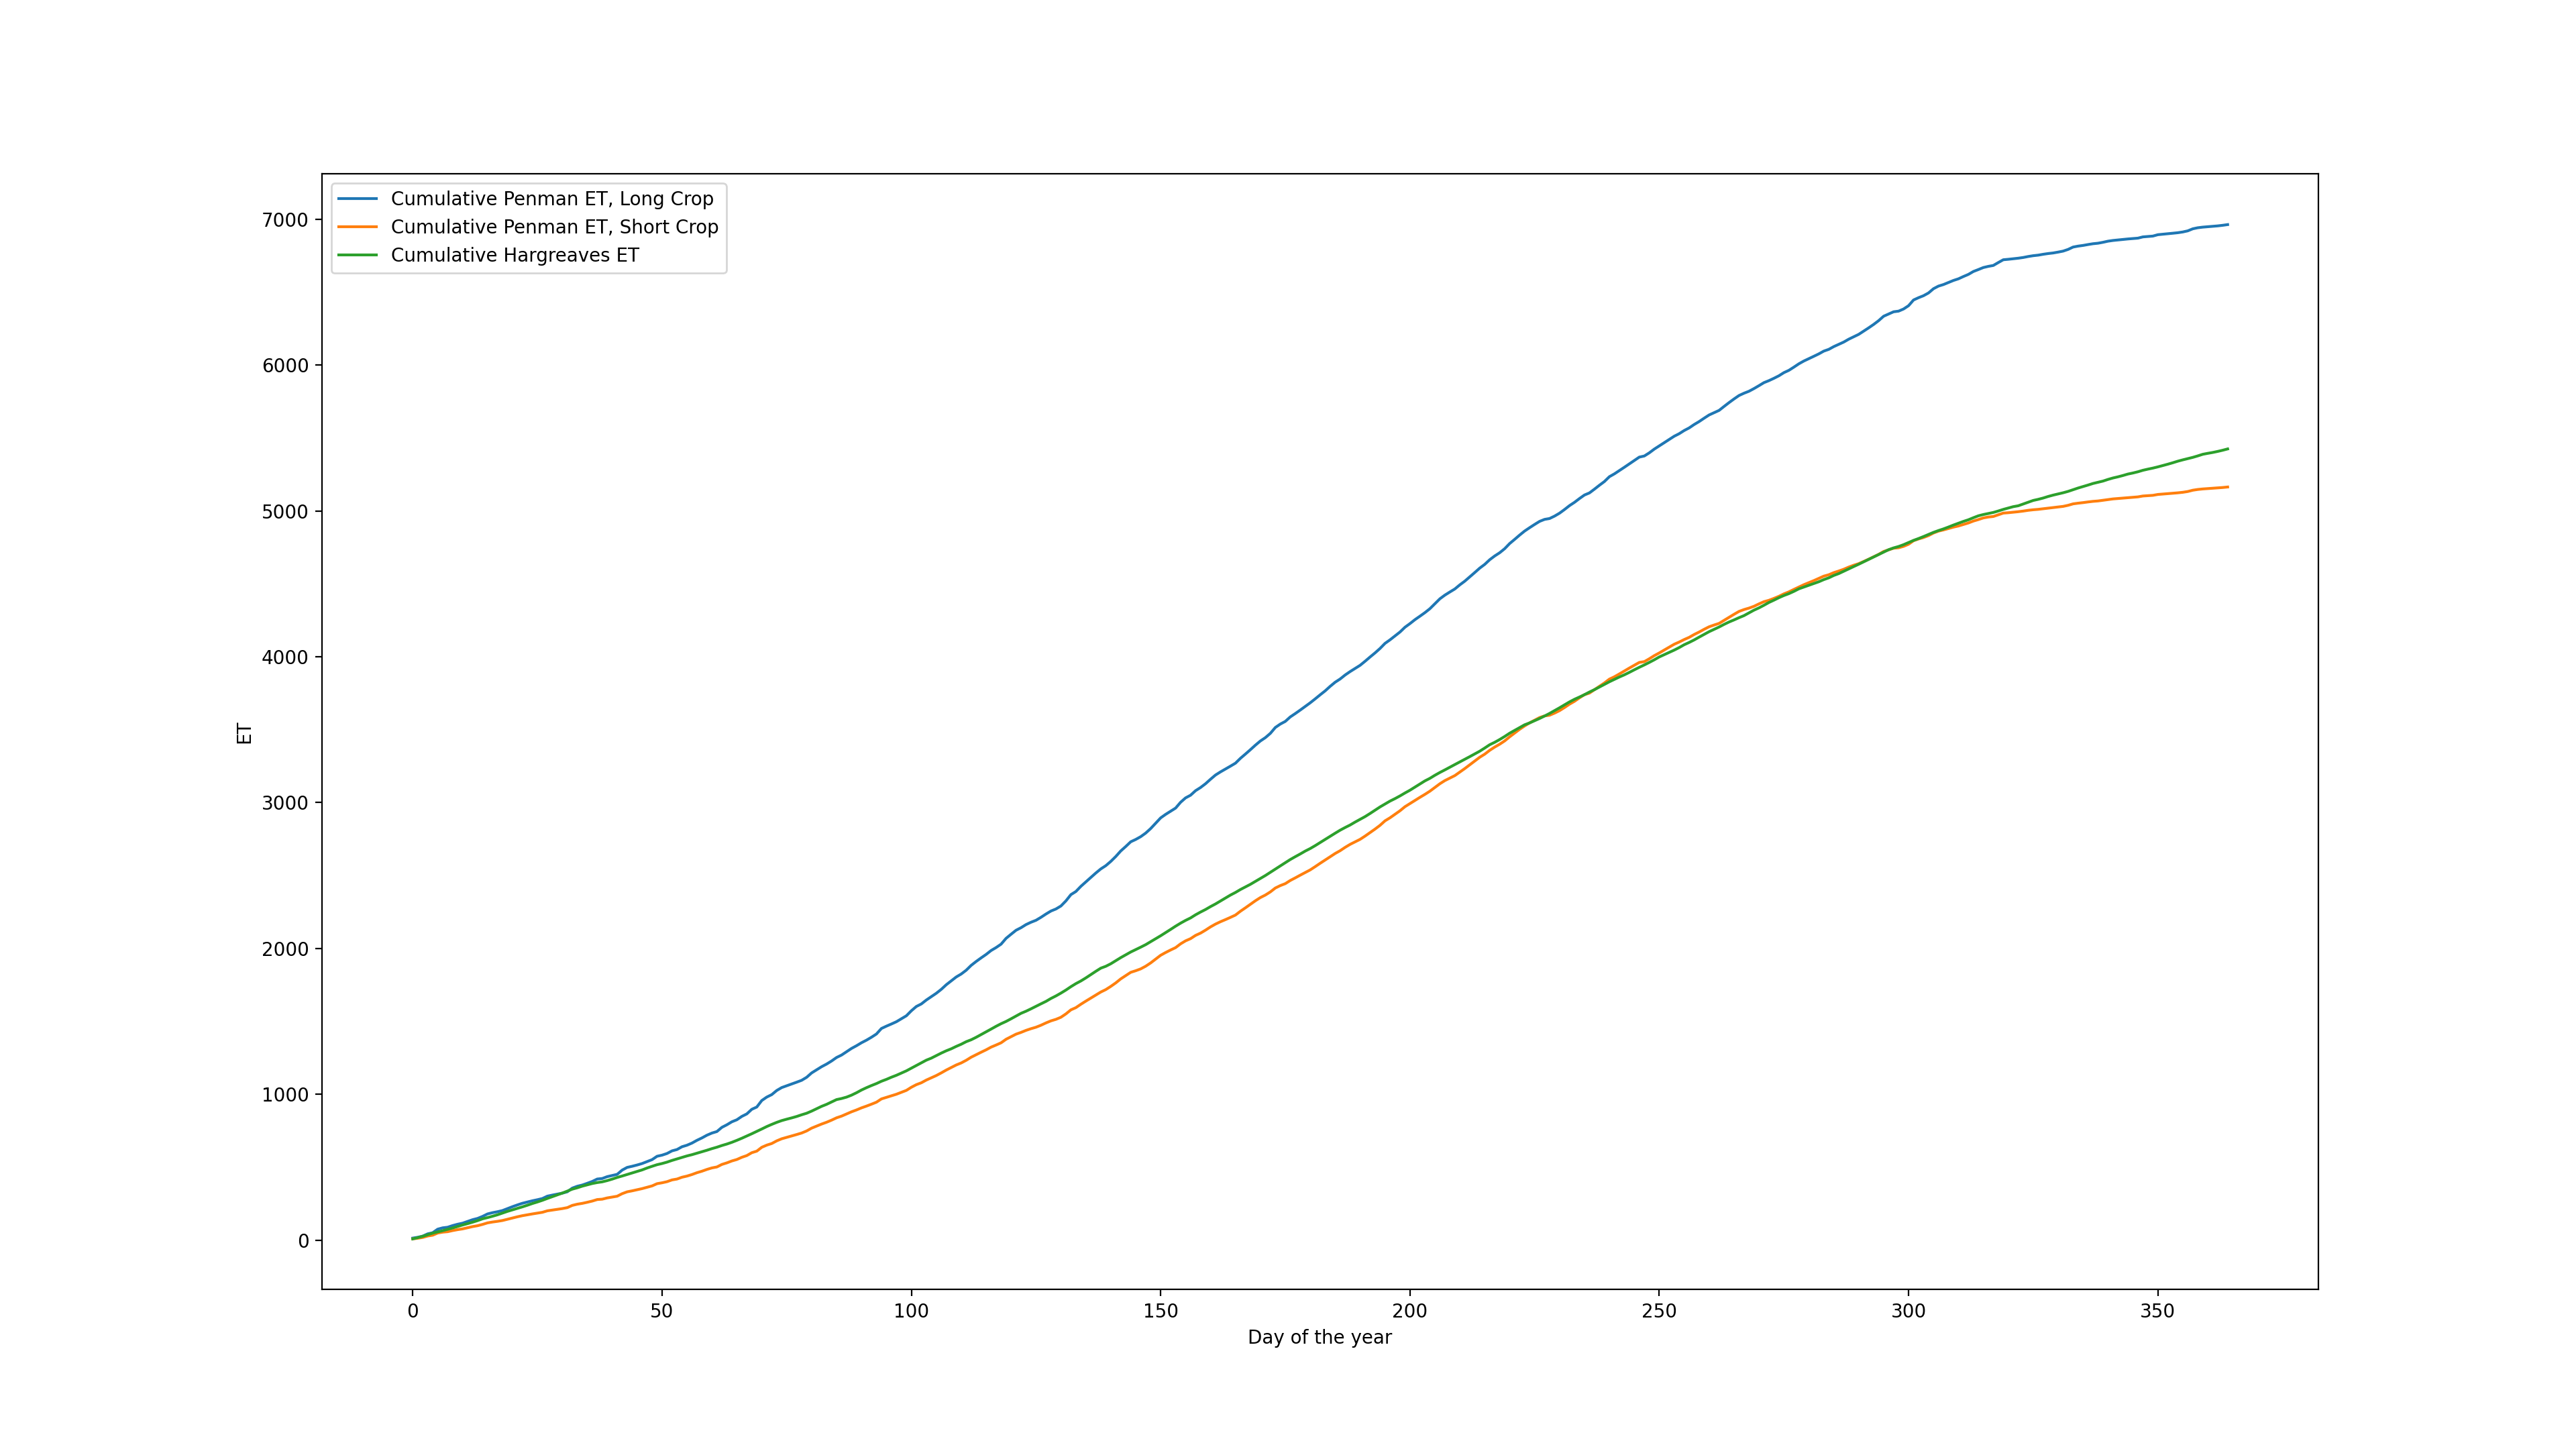 Cumulative Penman ET, Long Crop
Cumulative Penman ET, Short Crop
Cumulative Hargreaves ET
7000
6000
5000
4000
3000
2000
1000
0
ET
0 50 100 150 200 250 300 350
Day of the year